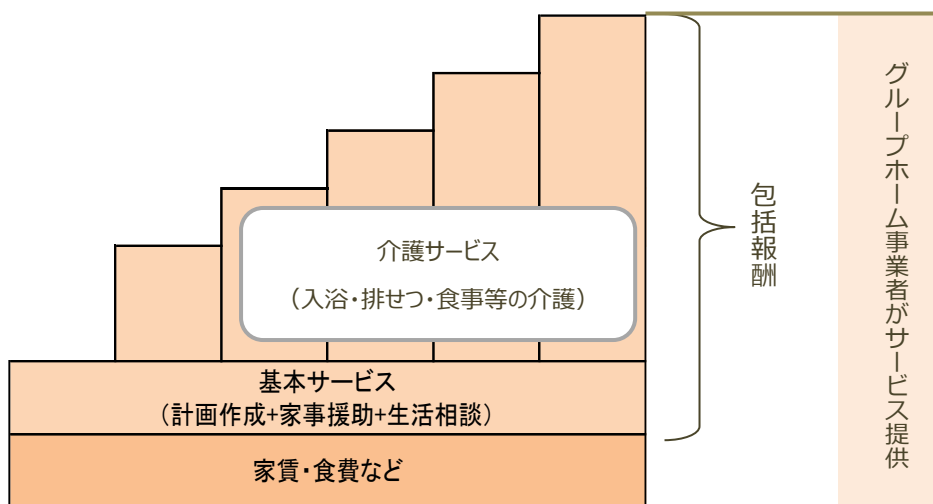 介護サービス
（入浴・排せつ・食事等の介護）
基本サービス
（計画作成+家事援助+生活相談）
家賃・食費など
包括報酬
グループホーム事業者がサービス提供